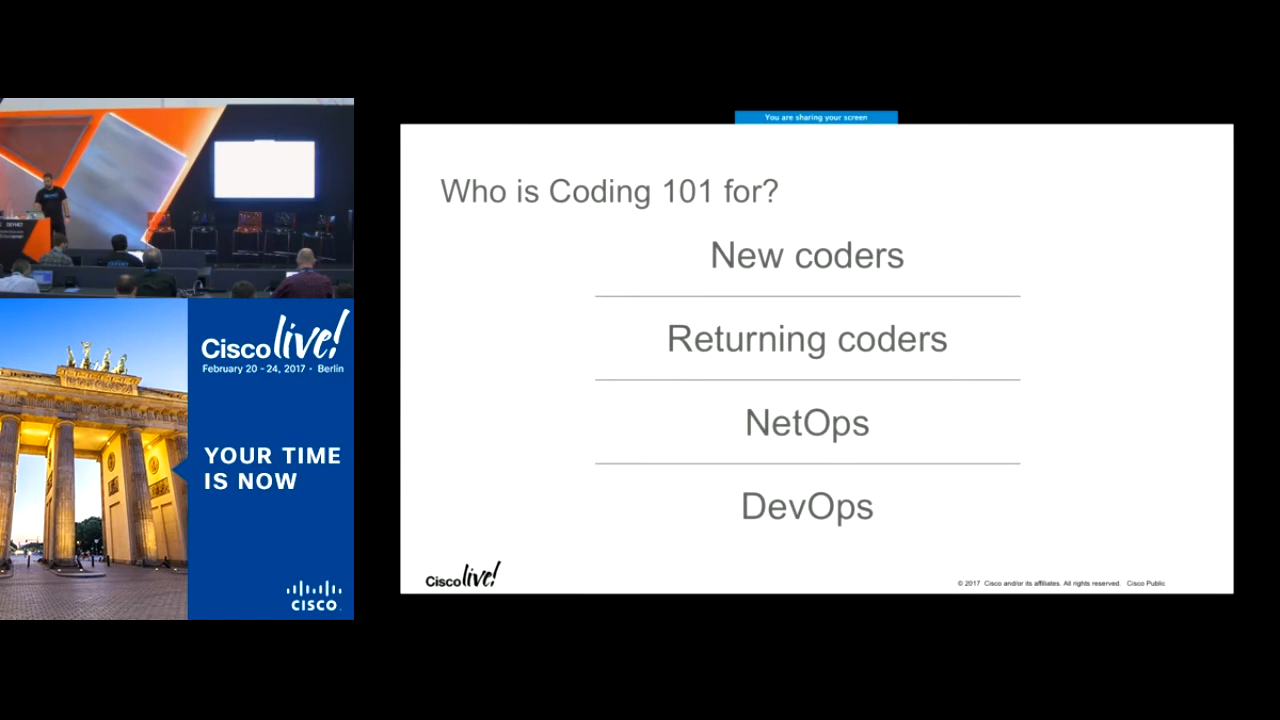 You are sharing your screen
Who is Coding 101 for?
New coders
Returning coders
NetOps
DevOps
Cisco live!
© 2017 Cisco and/or its affiliates. All rights reserved. Cisco Public
DEVNET
Cisco live!
February 20 - 24, 2017 · Berlin
YOUR TIME
IS NOW
CISCO